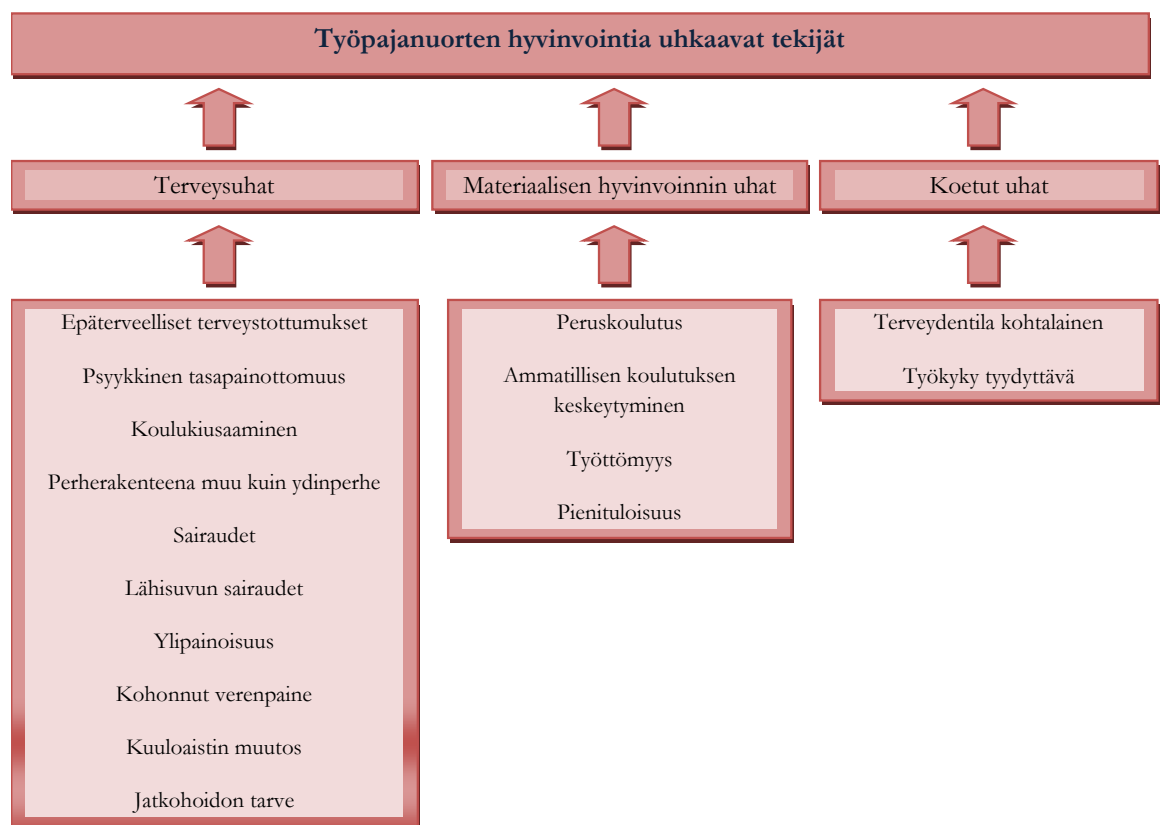 Työpajanuorten hyvinvointia uhkaavat tekijät
Terveysuhat
Materiaalisen hyvinvoinnin uhat
Koetut uhat
Epäterveelliset terveystottumukset
Psyykkinen tasapainottomuus
Koulukiusaaminen
Perherakenteena muu kuin ydinperhe
Sairaudet
Lähisuvun sairaudet
Ylipainoisuus
Kohonnut verenpaine
Kuuloaistin muutos
Jatkohoidon tarve
Peruskoulutus
Ammatillisen koulutuksen
keskeytyminen
Työttömyys
Pienituloisuus
Terveydentila kohtalainen
Työkyky tyydyttävä